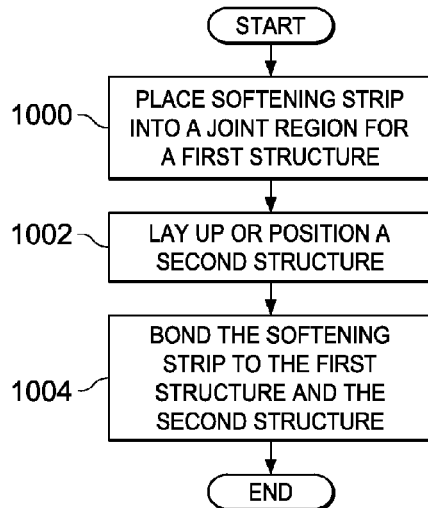 START
1000
PLACE SOFTENING STRIP
INTO A JOINT REGION FOR
A FIRST STRUCTURE
1002
LAY UP OR POSITION A
SECOND STRUCTURE
1004
BOND THE SOFTENING
STRIP TO THE FIRST
STRUCTURE AND THE
SECOND STRUCTURE
END